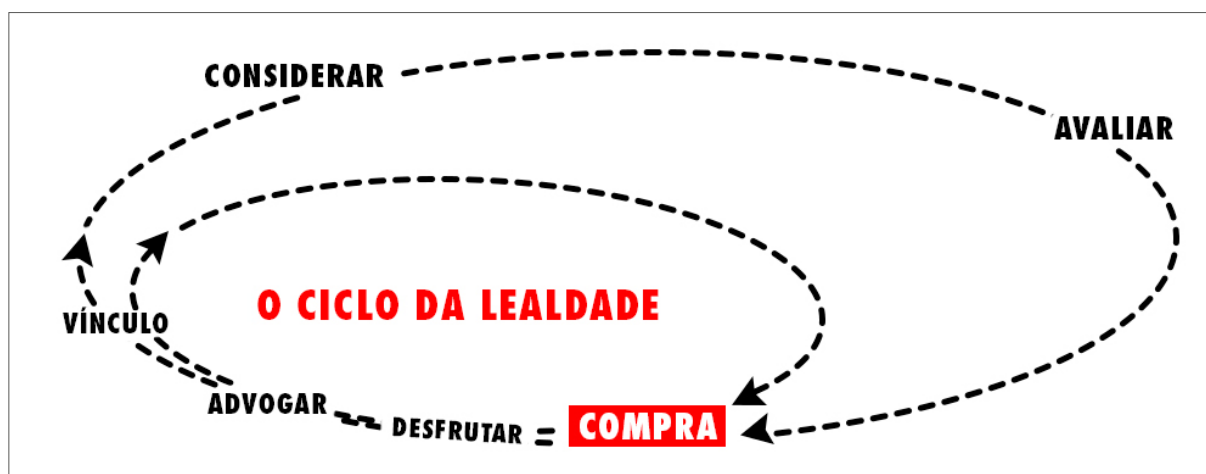 CONSIDERAR
AVALIAR
O CICLO DA LEALDADE
VÍNCULO
ADVOGAR
DESFRUTAR
COMPRA